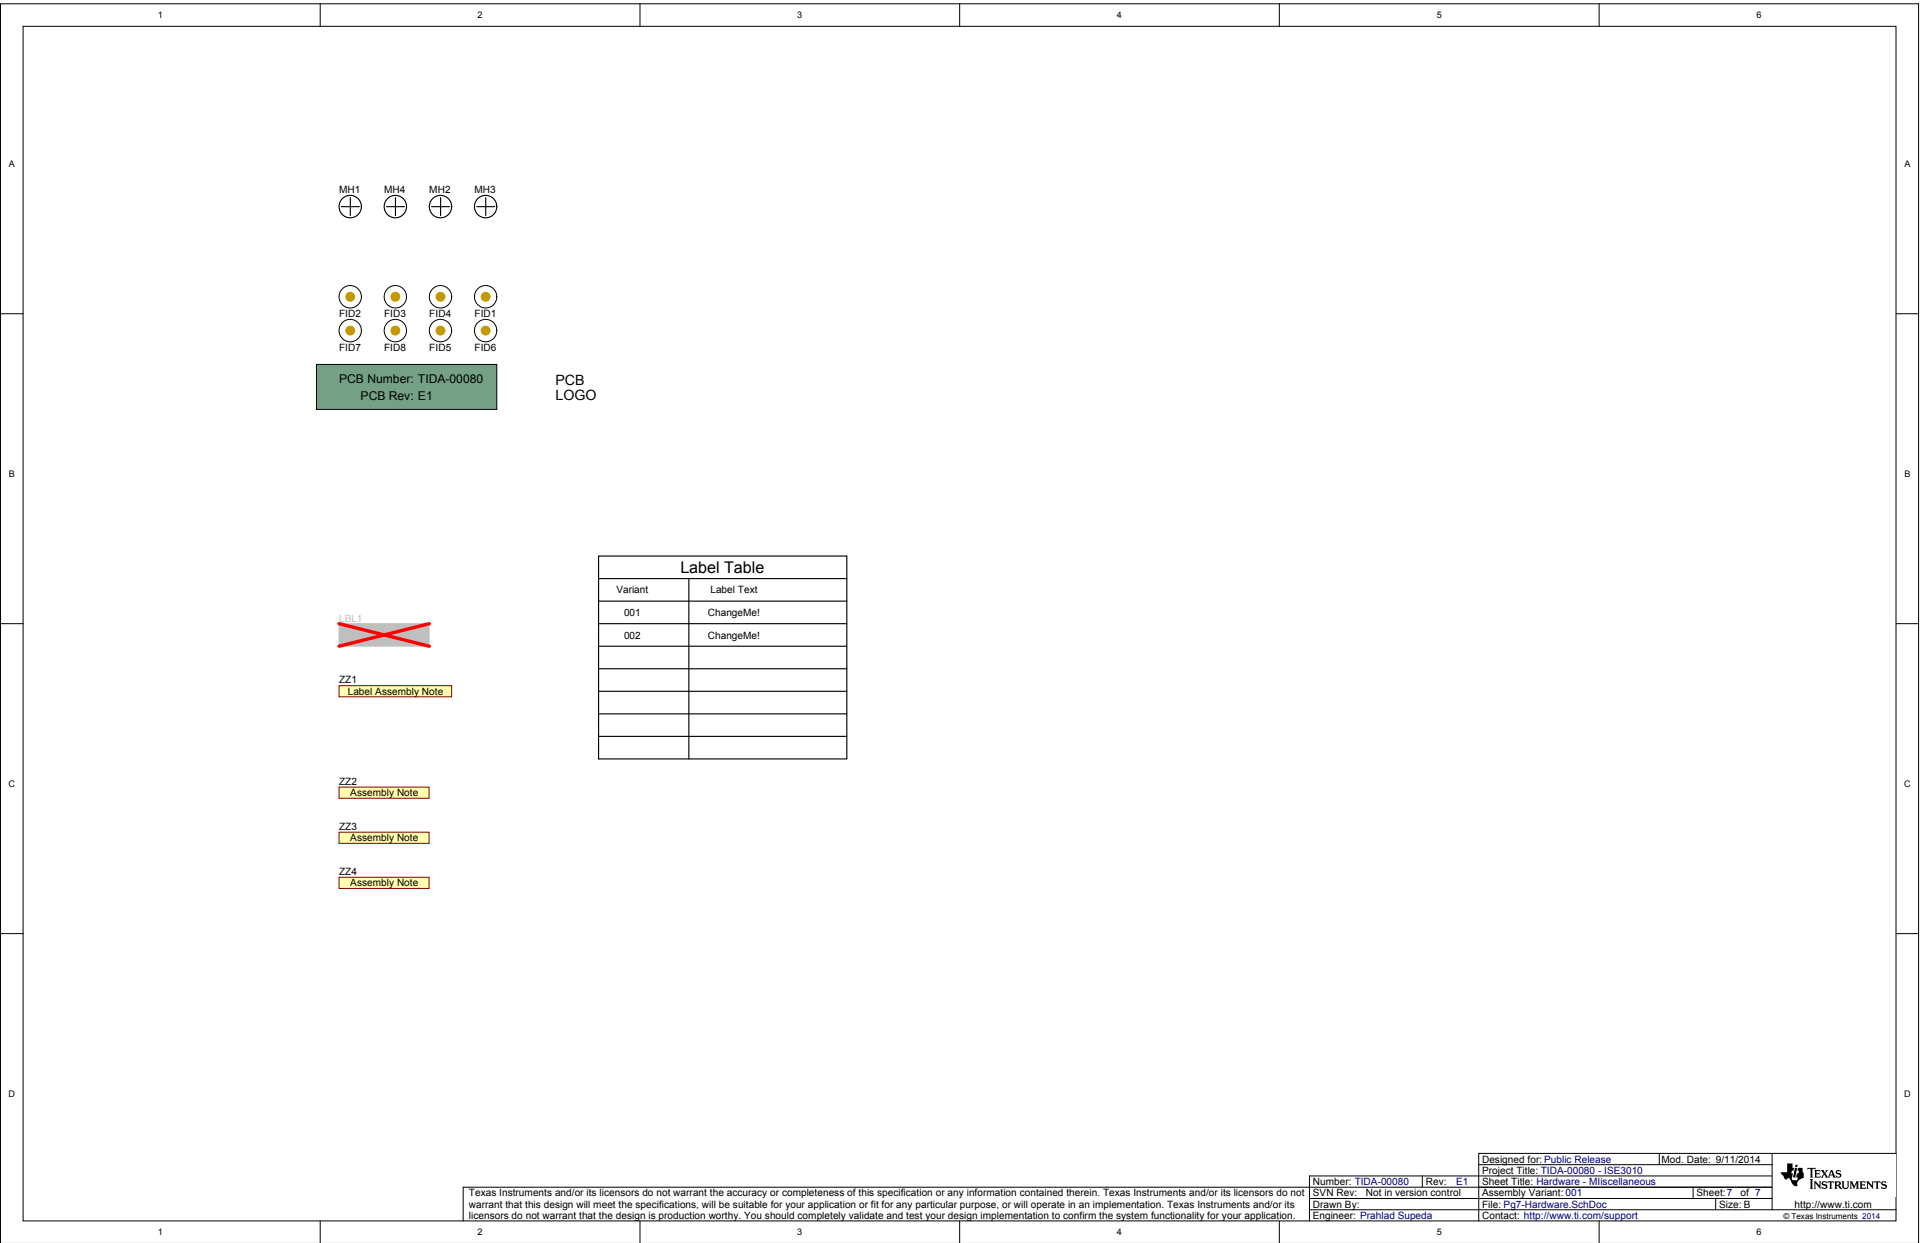 1 2 3 4 5 6
A A
MH1 MH4 MH2 MH3
FID2 FID3 FID4 FID1
FID7 FID8 FID5 FID6
PCB Number: TIDA-00080
PCB Rev: E1
PCB
LOGO
B B
Label Table
Variant Label Text
001 ChangeMe!
002 ChangeMe!
LBL1
ZZ1
Label Assembly Note
ZZ2
Assembly Note
C C
ZZ3
Assembly Note
ZZ4
Assembly Note
D D
Texas Instruments and/or its licensors do not warrant the accuracy or completeness of this specification or any information contained therein. Texas Instruments and/or its licensors do not
warrant that this design will meet the specifications, will be suitable for your application or fit for any particular purpose, or will operate in an implementation. Texas Instruments and/or its
licensors do not warrant that the design is production worthy. You should completely validate and test your design implementation to confirm the system functionality for your application.
Number: TIDA-00080 Rev: E1
SVN Rev: Not in version control
Drawn By:
Engineer: Prahlad Supeda
Designed for: Public Release Mod. Date: 9/11/2014
Project Title: TIDA-00080 - ISE3010
Sheet Title: Hardware - MIiscellaneous
Assembly Variant: 001 Sheet: 7 of 7
File: Pg7-Hardware.SchDoc Size: B
Contact: http://www.ti.com/support
TEXAS
INSTRUMENTS
http://www.ti.com
© Texas Instruments 2014
1 2 3 4 5 6